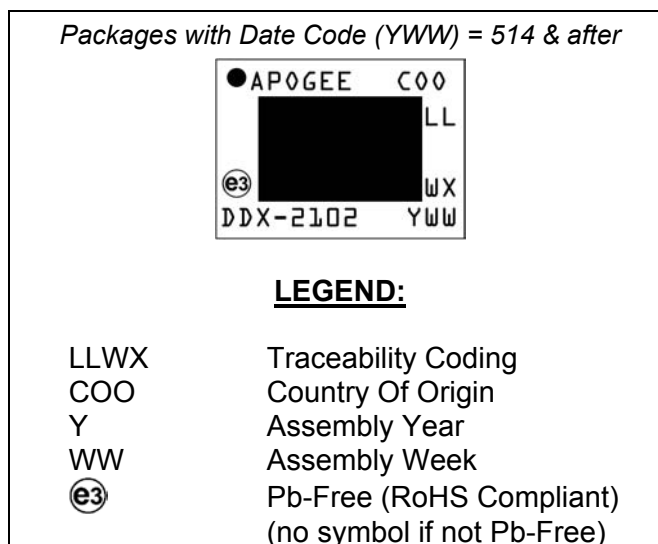 Packages with Date Code (YWW) = 514 & after
APOGEE COO
LL
e3 WX
DDX-2102 YWW
LEGEND:
LLWX Traceability Coding
COO Country Of Origin
Y Assembly Year
WW Assembly Week
e3 Pb-Free (RoHS Compliant)
(no symbol if not Pb-Free)